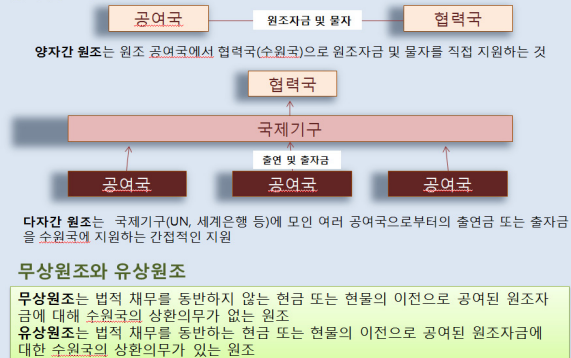 공여국 원조자금 및 물자 협력국
양자간 원조는 원조 공여국에서 협력국(수원국)으로 원조자금 및 물자를 직접 지원하는 것
협력국
국제기구
출연 및 출자금
공여국 공여국 공여국
다자간 원조는 국제기구(UN, 세계은행 등)에 모인 여러 공여국으로부터의 출연금 또는 출자금
을 수원국에 지원하는 간접적인 지원
무상원조와 유상원조
무상원조는 법적 채무를 동반하지 않는 현금 또는 현물의 이전으로 공여된 원조자
금에 대해 수원국의 상환의무가 없는 원조
유상원조는 법적 채무를 동반하는 현금 또는 현물의 이전으로 공여된 원조자금에
대한 수원국의 상환의무가 있는 원조